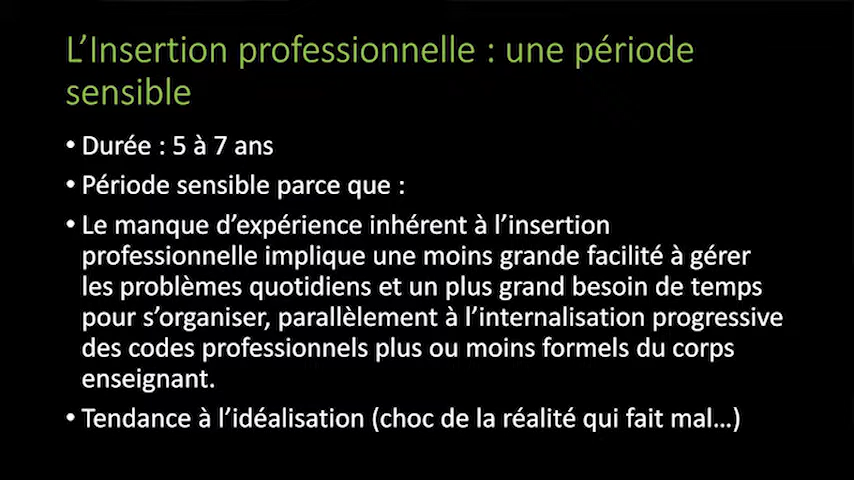 L’Insertion professionnelle : une période
sensible
• Durée : 5 à 7 ans
• Période sensible parce que :
• Le manque d’expérience inhérent à l’insertion
professionnelle implique une moins grande facilité à gérer
les problèmes quotidiens et un plus grand besoin de temps
pour s’organiser, parallèlement à l’internalisation progressive
des codes professionnels plus ou moins formels du corps
enseignant.
• Tendance à l’idéalisation (choc de la réalité qui fait mal…)